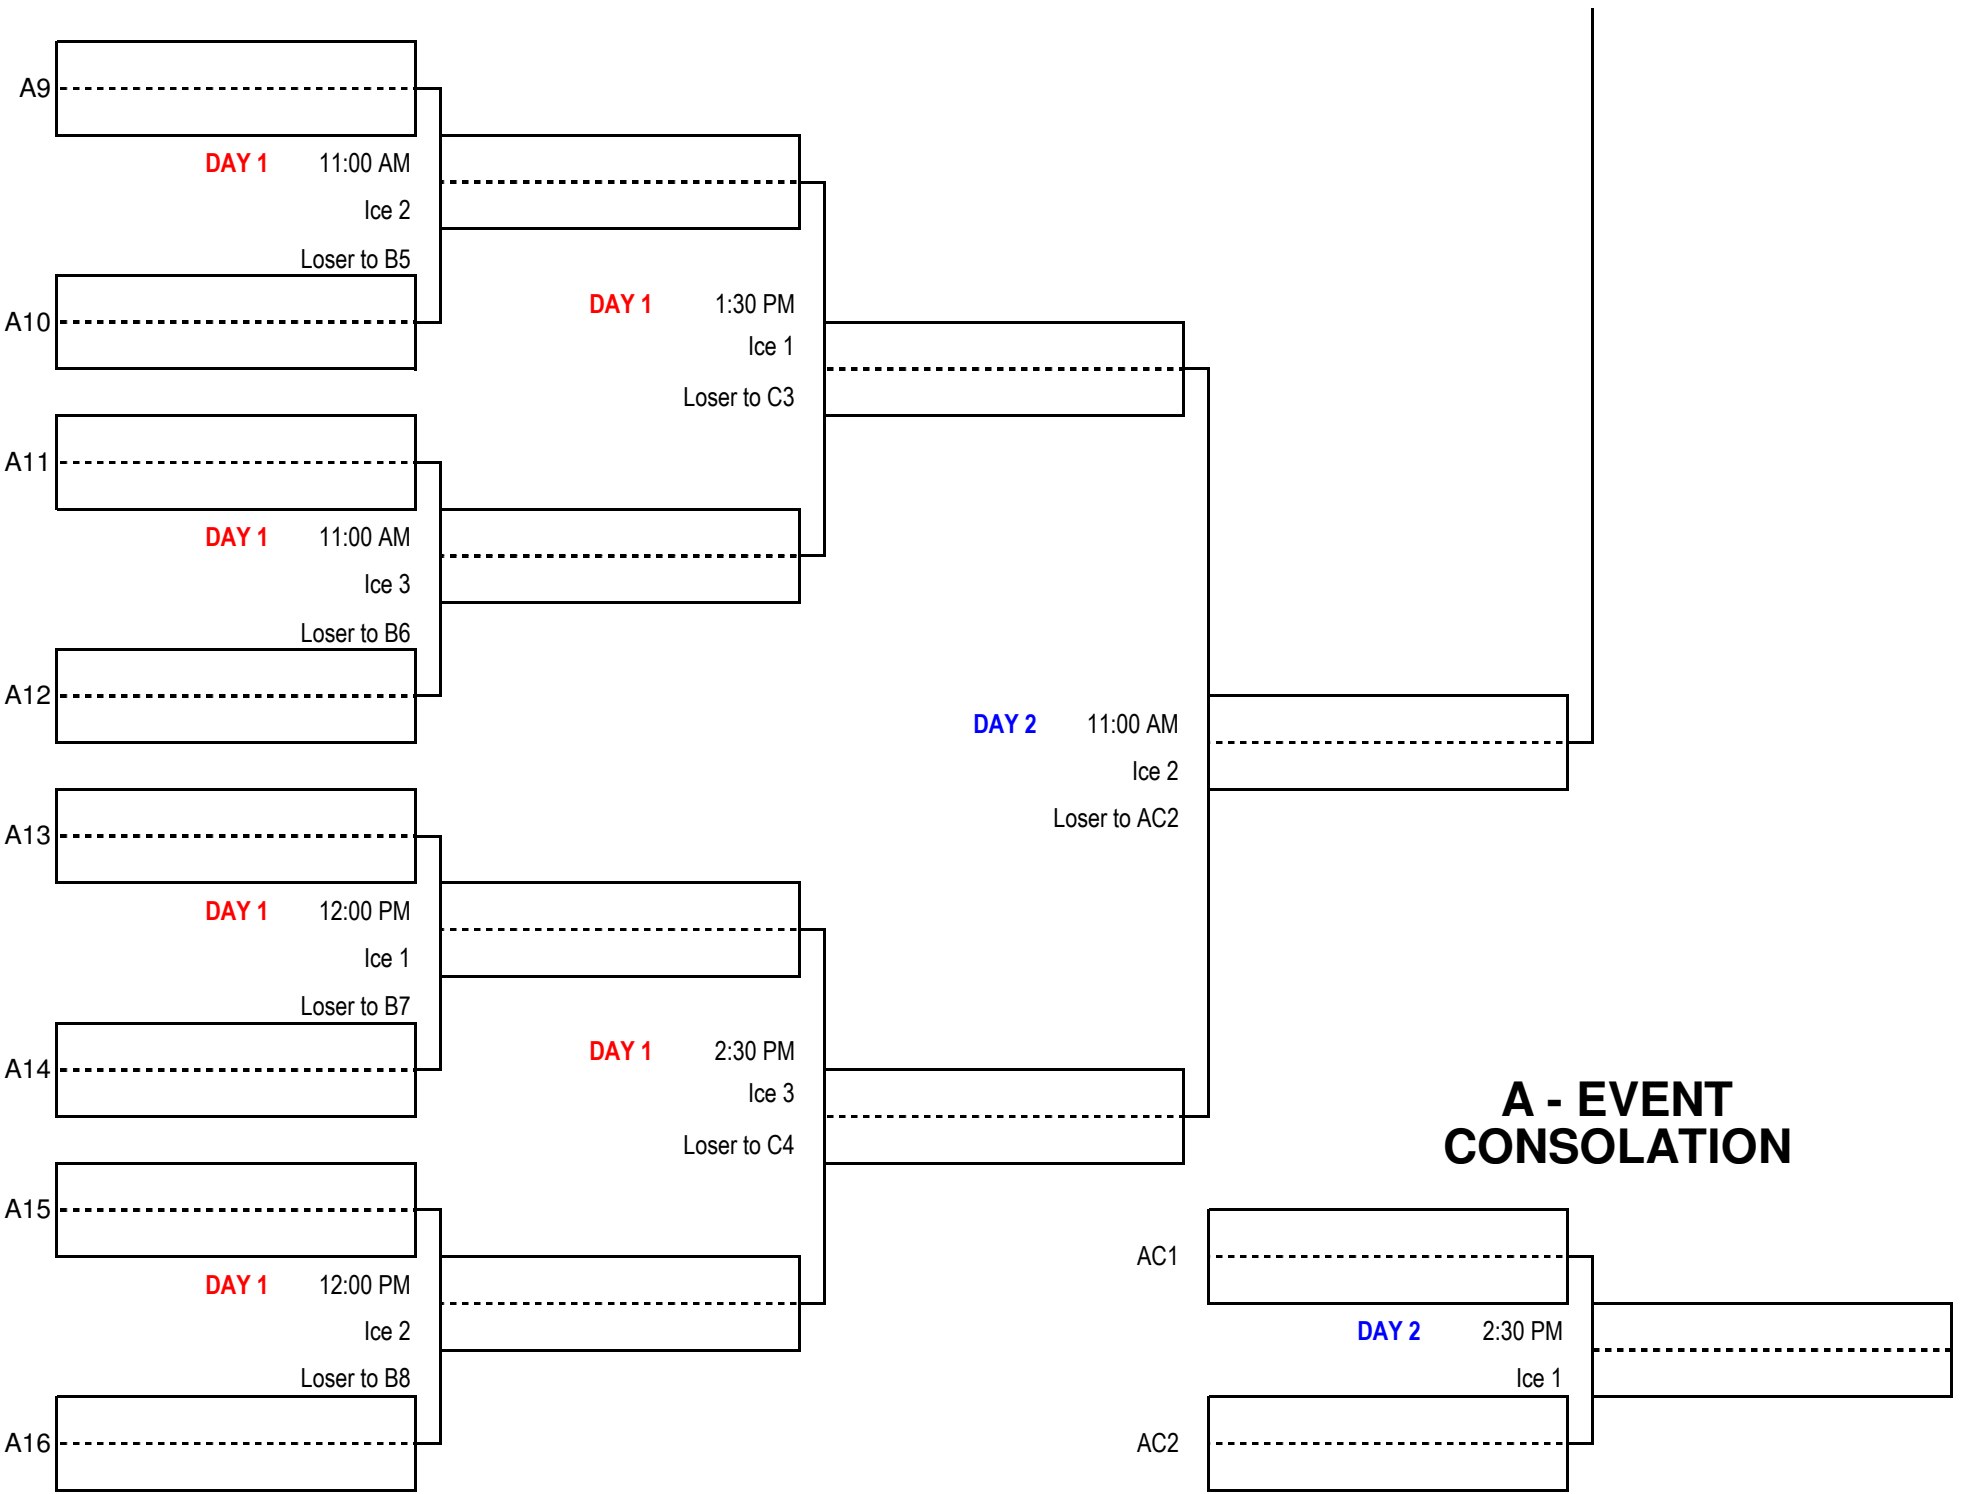 A9
DAY 1 11:00 AM
Ice 2
Loser to B5
A10
DAY 1 1:30 PM
Ice 1
Loser to C3
A11
DAY 1 11:00 AM
Ice 3
Loser to B6
A12
DAY 2 11:00 AM
Ice 2
Loser to AC2
A13
DAY 1 12:00 PM
Ice 1
Loser to B7
A14
DAY 1 2:30 PM
Ice 3
Loser to C4
A15
DAY 1 12:00 PM
Ice 2
Loser to B8
A16
A - EVENT
CONSOLATION
AC1
DAY 2 2:30 PM
Ice 1
AC2